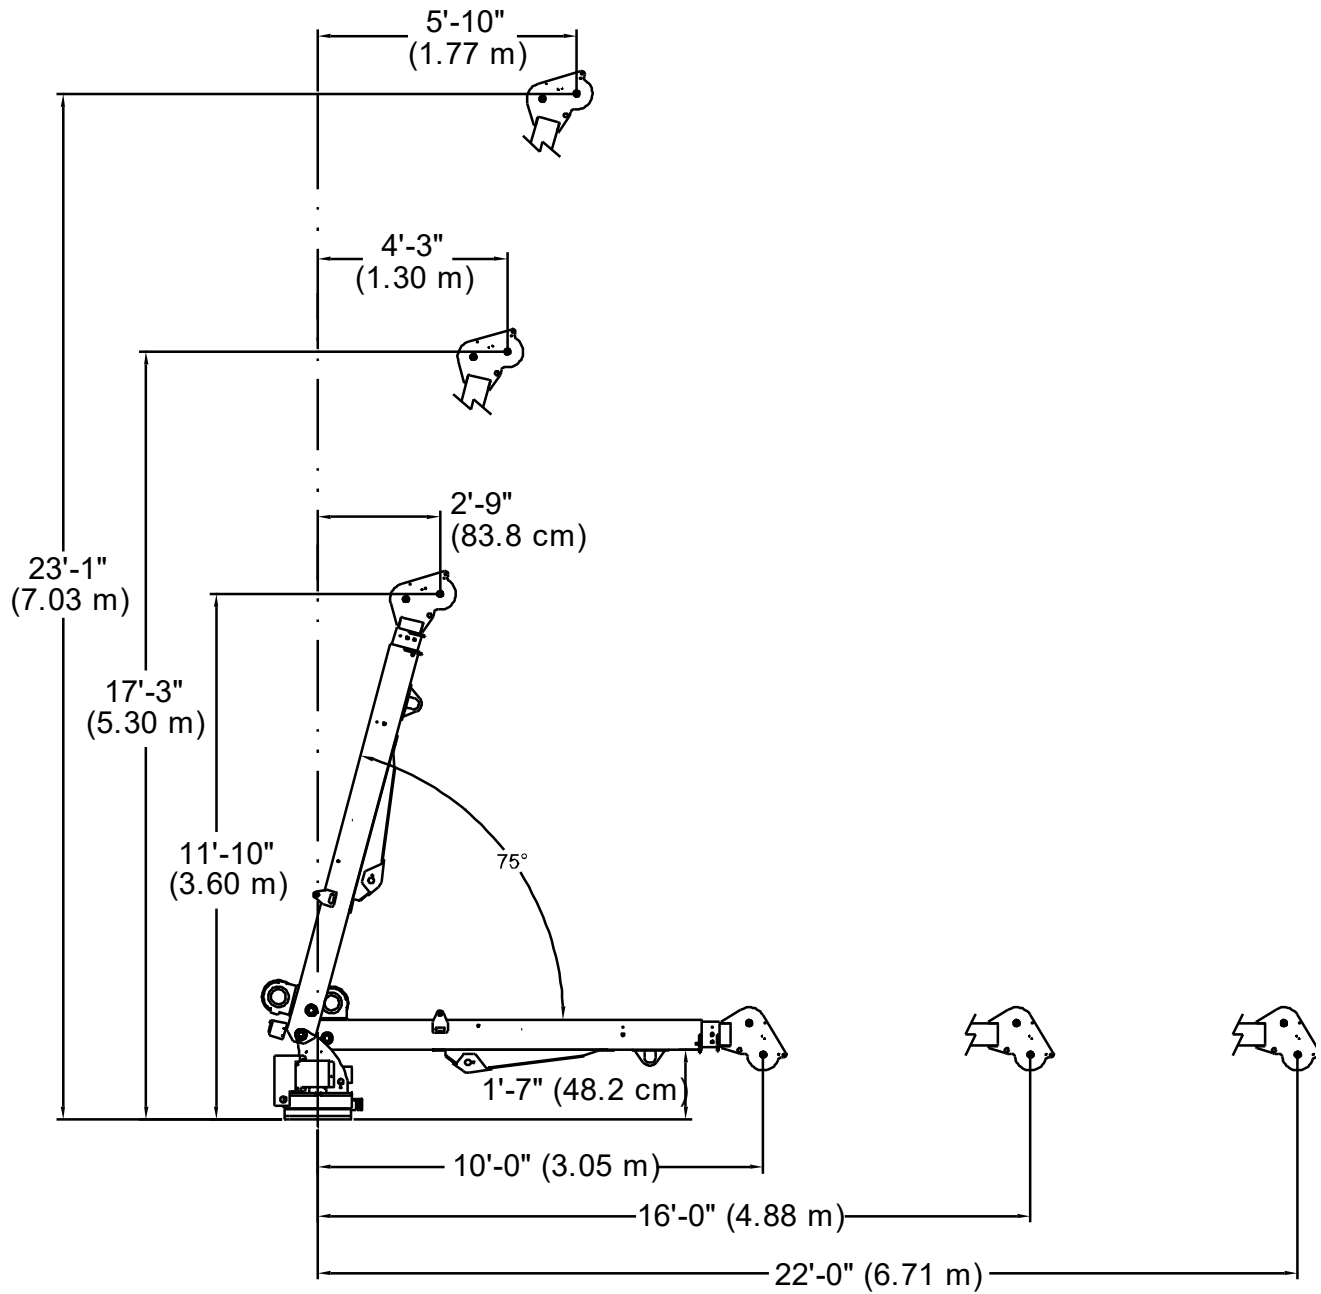 5'-10"
(1.77 m)
4'-3"
(1.30 m)
2'-9"
(83.8 cm)
23'-1"
(7.03 m)
17'-3"
(5.30 m)
11'-10"
(3.60 m)
75°
1'-7" (48.2 cm)
10'-0" (3.05 m)
16'-0" (4.88 m)
22'-0" (6.71 m)